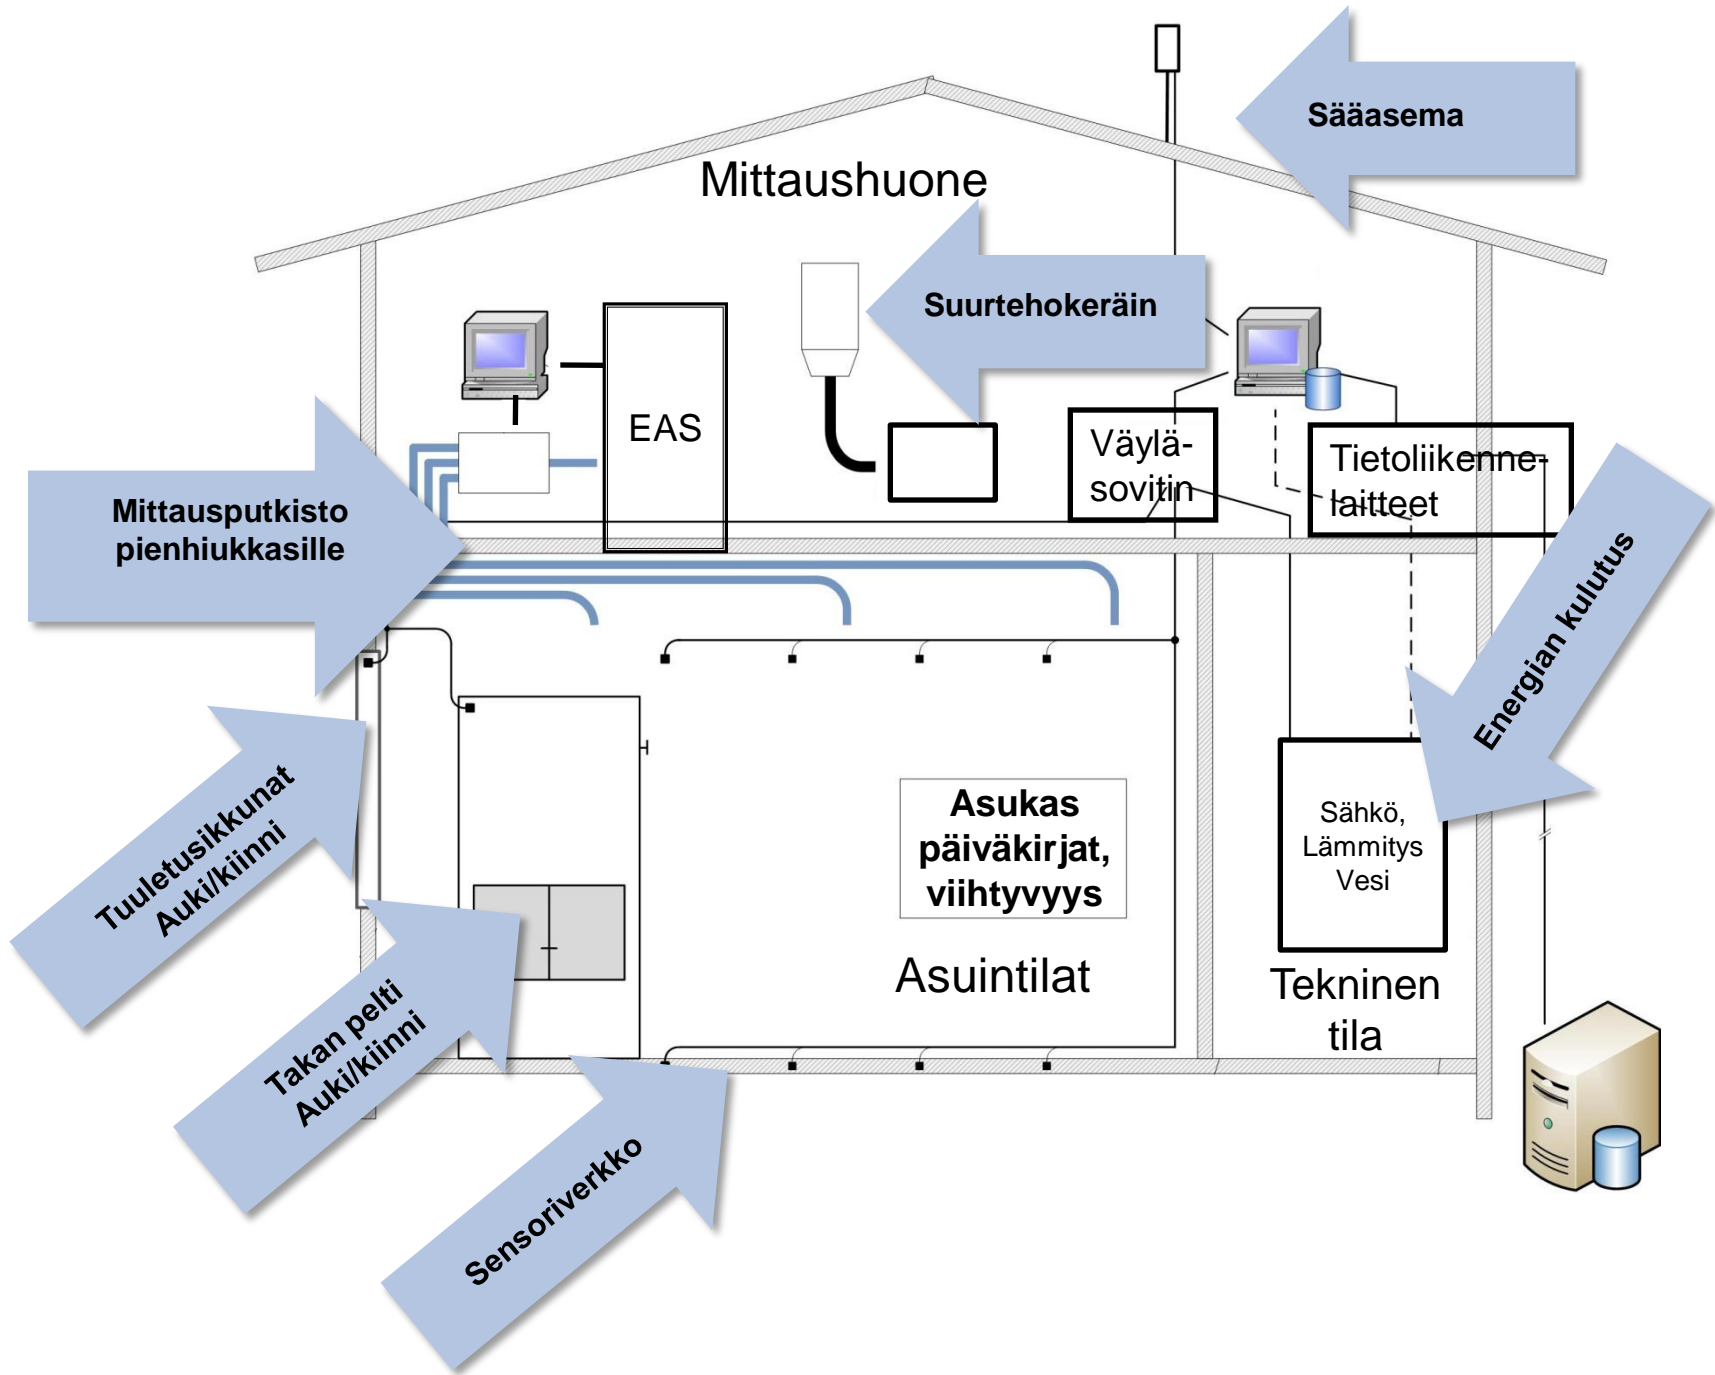 Sääasema
Mittaushuone
Suurtehokeräin
EAS
Väylä-
sovitin
Tietoliikenne-
laitteet
Mittausputkisto
pienhiukkasille
Energian kulutus
Tuuletusikkunat
Auki/kiinni
Asukas
päiväkirjat,
viihtyvyys
Sähkö,
Lämmitys
Vesi
Asuintilat
Tekninen
tila
Takan pelti
Auki/kiinni
Sensoriverkko